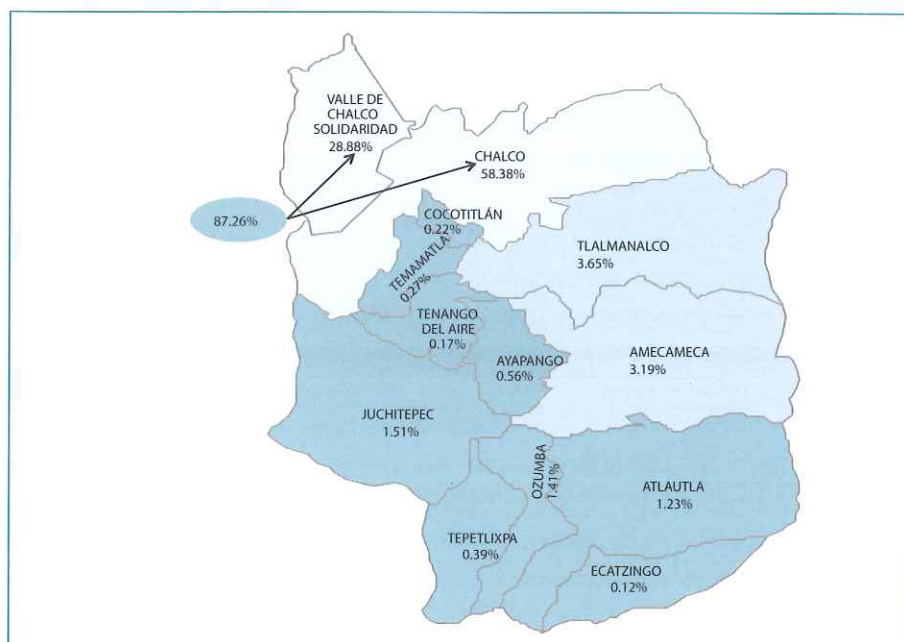 VALLE DE
CHALCO
SOLIDARIDAD
28.88%
CHALCO
58.38%
87.26%
COCOTITLÁN
0.22%
TEMAMATLA
0.27%
TLALMANALCO
3.65%
TENANGO
DEL AIRE
0.17%
AYAPANGO
0.56%
AMECAMECA
3.19%
JUCHITEPEC
1.51%
OZUMBA
1.41%
ATLAUTLA
1.23%
TEPETLIXPA
0.39%
ECATZINGO
0.12%